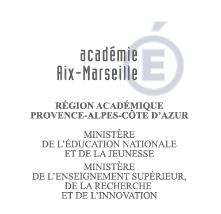 académie
Aix-Marseille
É
RÉGION ACADÉMIQUE
PROVENCE-ALPES-CÔTE D'AZUR
MINISTÈRE
DE L'ÉDUCATION NATIONALE
ET DE LA JEUNESSE
MINISTÈRE
DE L'ENSEIGNEMENT SUPÉRIEUR,
DE LA RECHERCHE
ET DE L'INNOVATION